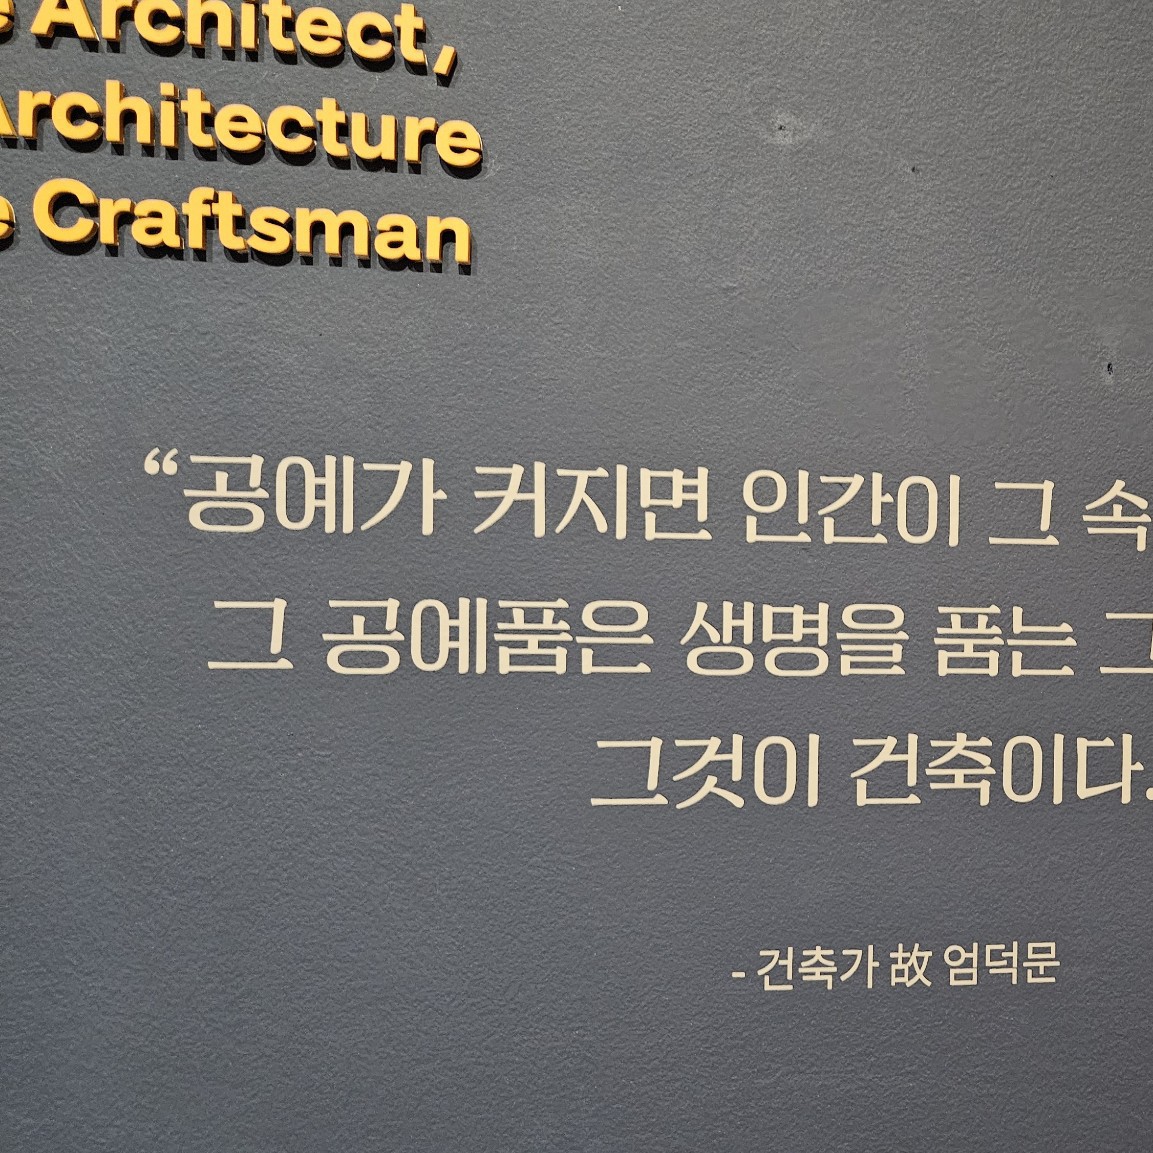 Architect,
Architecture
Craftsman
“공예가 커지면 인간이 그 속
그 공예품은 생명을 품는
그것이 건축이다.
- 건축가 故 엄덕문